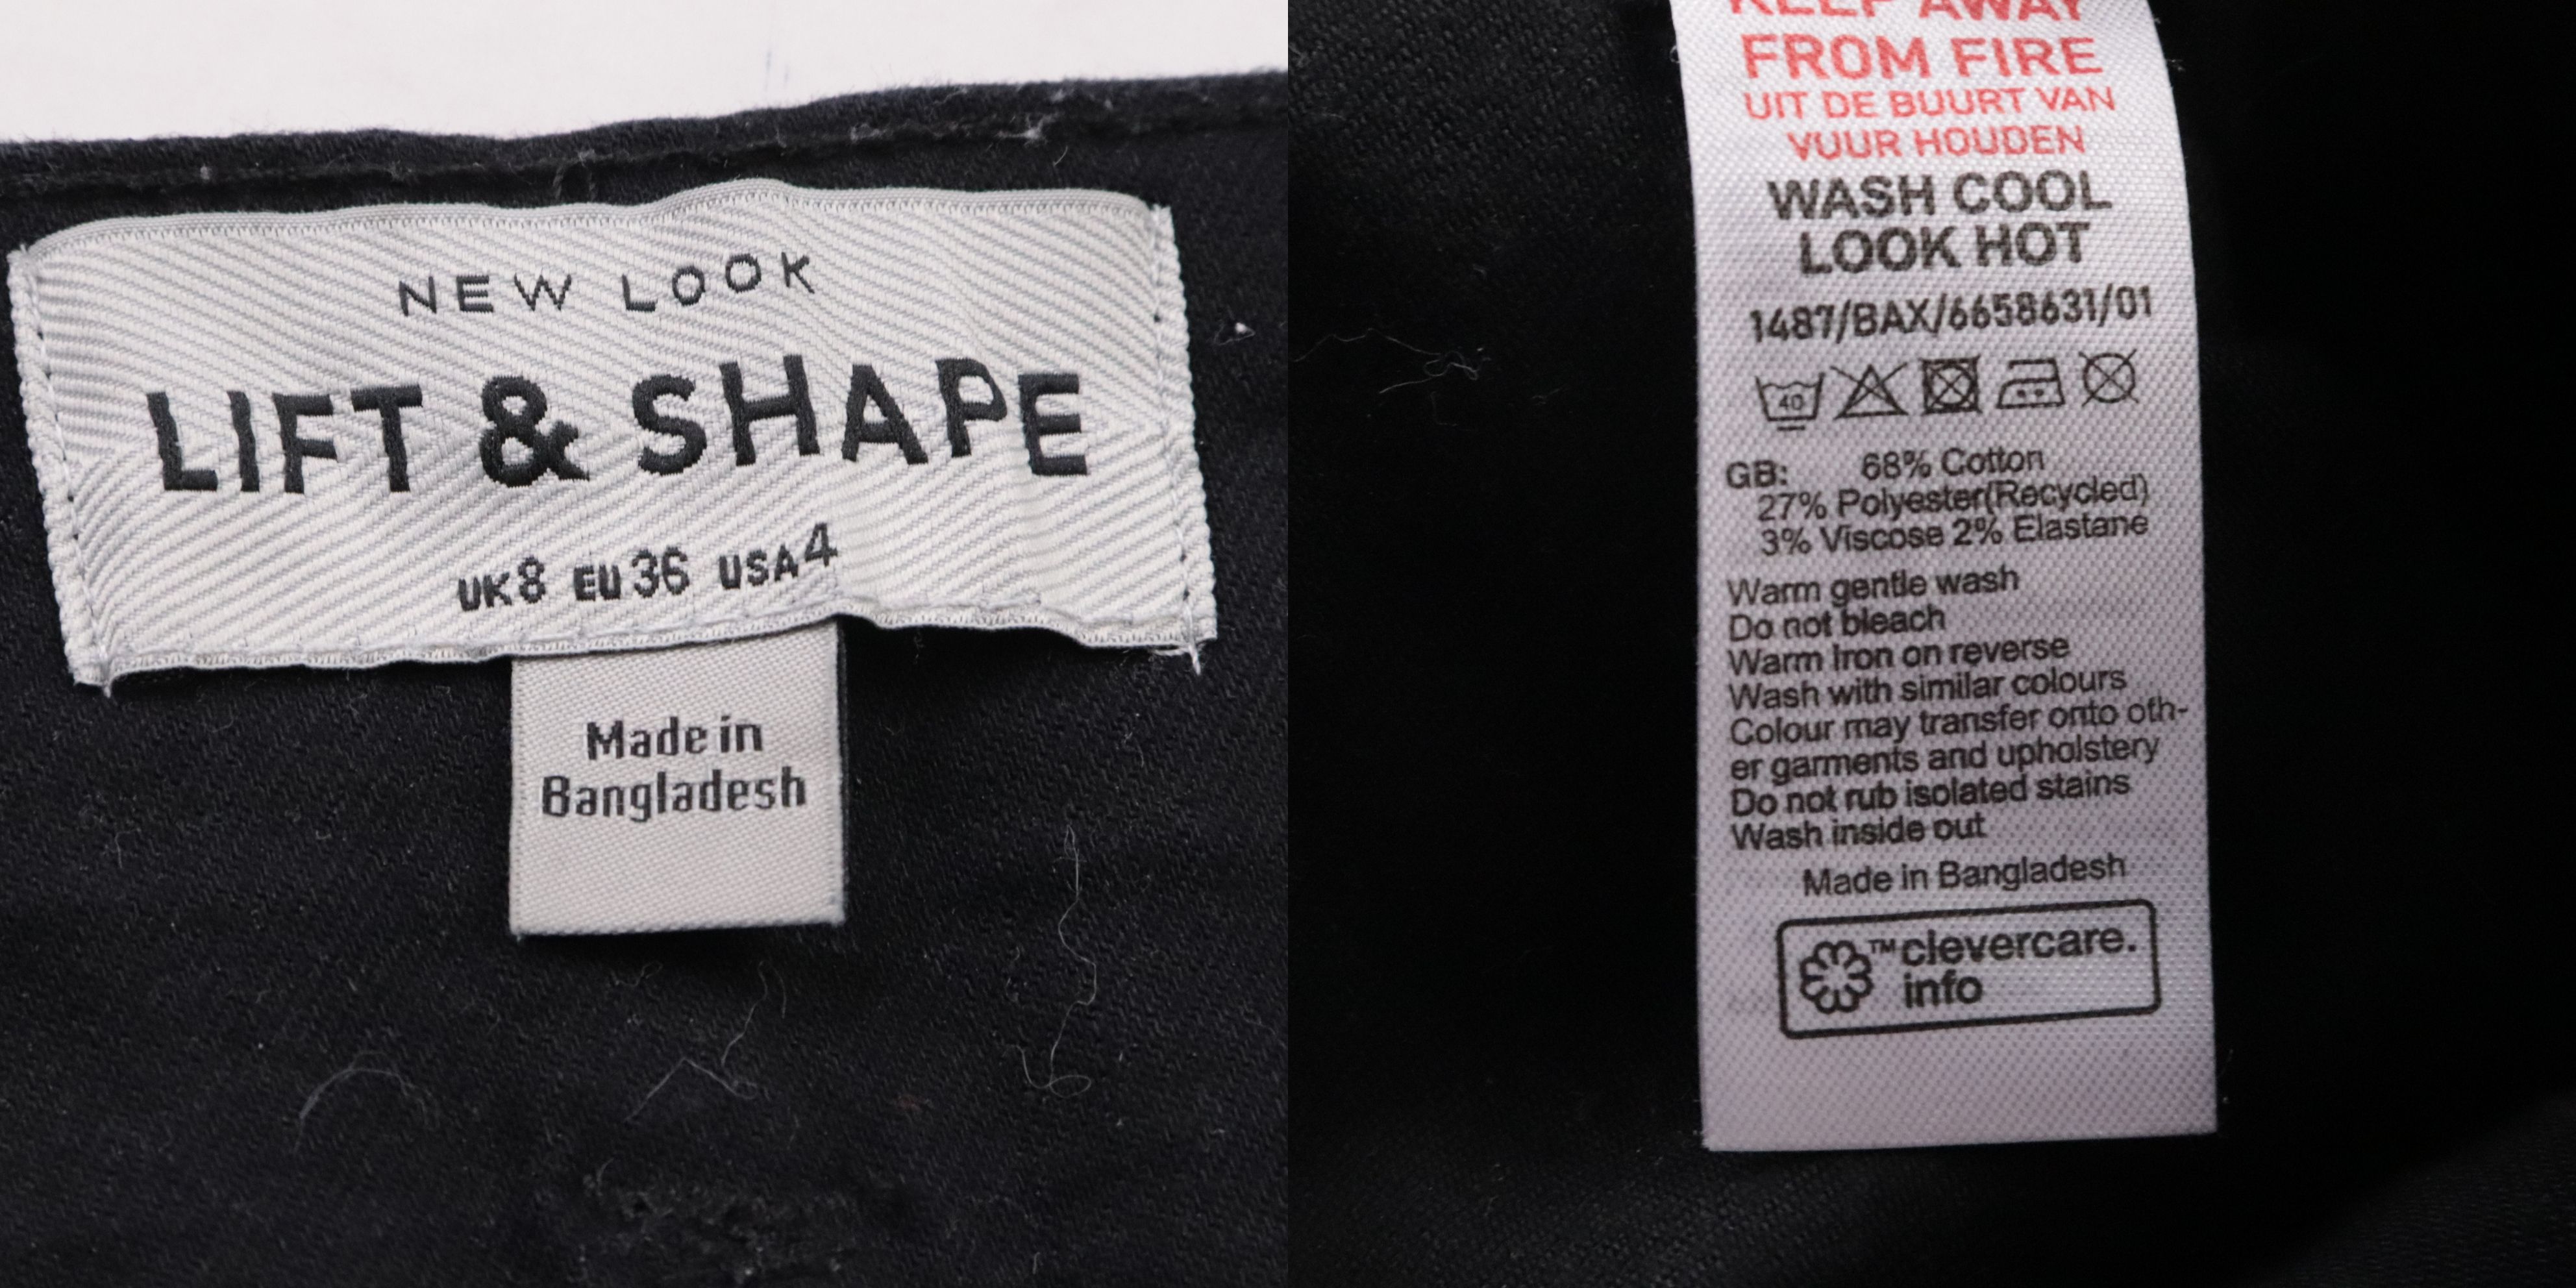 NEW LOOK
LIFT & SHAPE
UK8 EU36 USA4
Made in
Bangladesh
KEEP AWAY
FROM FIRE
UIT DE BUURT VAN
VUUR HOUDEN
WASH COOL
LOOK HOT
1487/BAX/6658631/01
40
GB: 68% Cotton
27% Polyester(Recycled)
3% Viscose 2% Elastane
Warm gentle wash
Do not bleach
Warm Iron on reverse
Wash with similar colours
Colour may transfer onto oth-
er garments and upholstery
Do not rub isolated stains
Wash inside out
Made in Bangladesh
™clevercare.
info